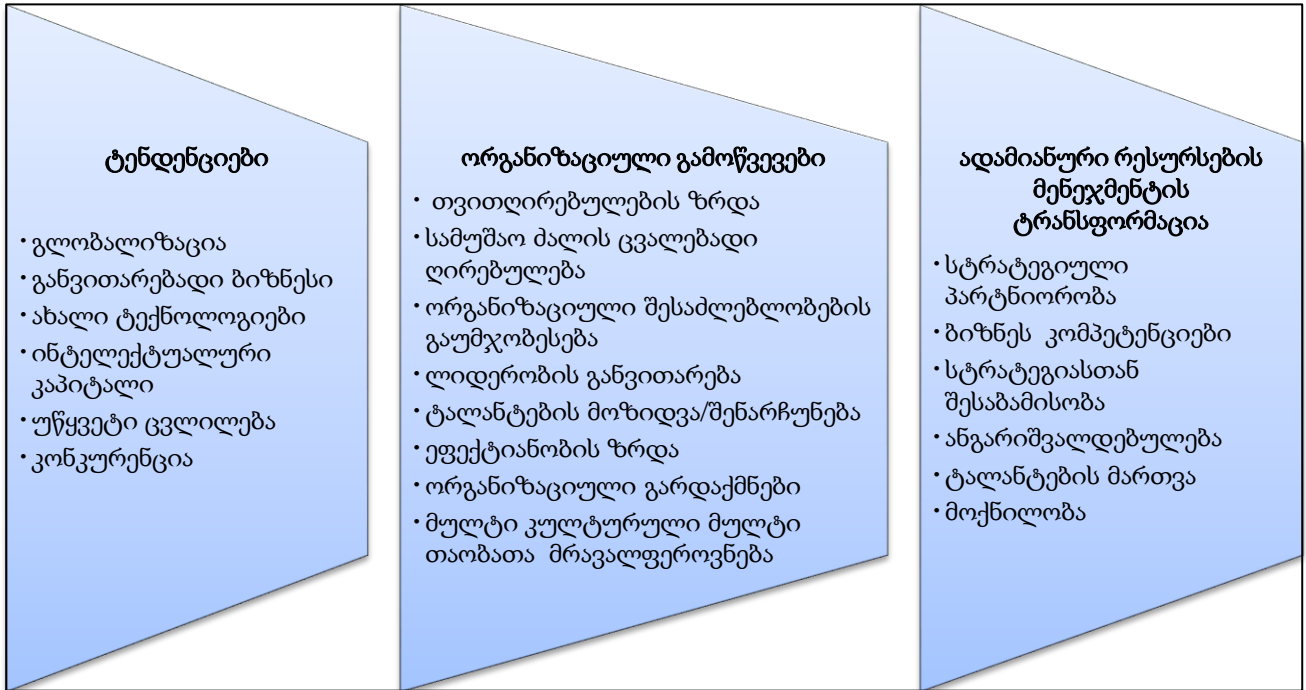 ტენდენციები
·გლობალიზაცია
·განვითარებადი ბიზნესი
·ახალი ტექნოლოგიები
·ინტელექტუალური
კაპიტალი
·უწყვეტი ცვლილება
·კონკურენცია
ორგანიზაციული გამოწვევები
· თვითღირებულების ზრდა
·სამუშაო ძალის ცვალებადი
ღირებულება
·ორგანიზაციული შესაძლებლობების
გაუმჯობესება
·ლიდერობის განვითარება
·ტალანტების მოზიდვა/შენარჩუნება
·ეფექტიანობის ზრდა
·ორგანიზაციული გარდაქმნები
·მულტი კულტურული მულტი
თაობათა მრავალფეროვნება
ადამიანური რესურსების
მენეჯმენტის
ტრანსფორმაცია
·სტრატეგიული
პარტნიორობა
·ბიზნეს კომპეტენციები
·სტრატეგიასთან
შესაბამისობა
·ანგარიშვალდებულება
·ტალანტების მართვა
·მოქნილობა